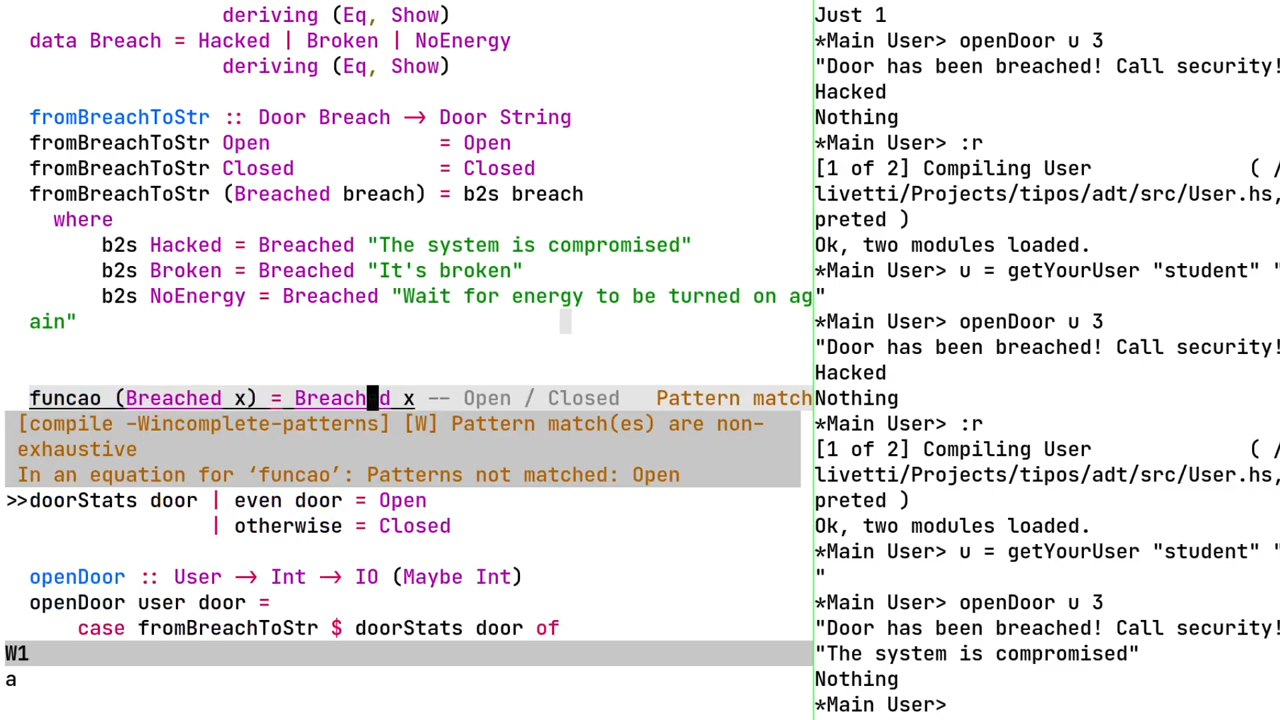 deriving (Eq, Show)
data Breach = Hacked | Broken | NoEnergy
                deriving (Eq, Show)
fromBreachToStr :: Door Breach -> Door String
fromBreachToStr Open              = Open
fromBreachToStr Closed            = Closed
fromBreachToStr (Breached breach) = b2s breach
  where
      b2s Hacked = Breached "The system is compromised"
      b2s Broken = Breached "It's broken"
      b2s NoEnergy = Breached "Wait for energy to be turned on ag
ain"
funcao (Breached x) = Breached x -- Open / Closed   Pattern match
[compile -Wincomplete-patterns] [W] Pattern match(es) are non-
exhaustive
In an equation for ‘funcao’: Patterns not matched: Open
>>doorStats door | even door = Open
                 | otherwise = Closed
openDoor :: User -> Int -> IO (Maybe Int)
openDoor user door =
    case fromBreachToStr $ doorStats door of
W1
a
Just 1
*Main User> openDoor u 3
"Door has been breached! Call security!
Hacked
Nothing
*Main User> :r
[1 of 2] Compiling User             ( /
livetti/Projects/tipos/adt/src/User.hs,
preted )
Ok, two modules loaded.
*Main User> u = getYourUser "student" "
"
*Main User> openDoor u 3
"Door has been breached! Call security!
Hacked
Nothing
*Main User> :r
[1 of 2] Compiling User             ( /
livetti/Projects/tipos/adt/src/User.hs,
preted )
Ok, two modules loaded.
*Main User> u = getYourUser "student" "
"
*Main User> openDoor u 3
"Door has been breached! Call security!
"The system is compromised"
Nothing
*Main User>